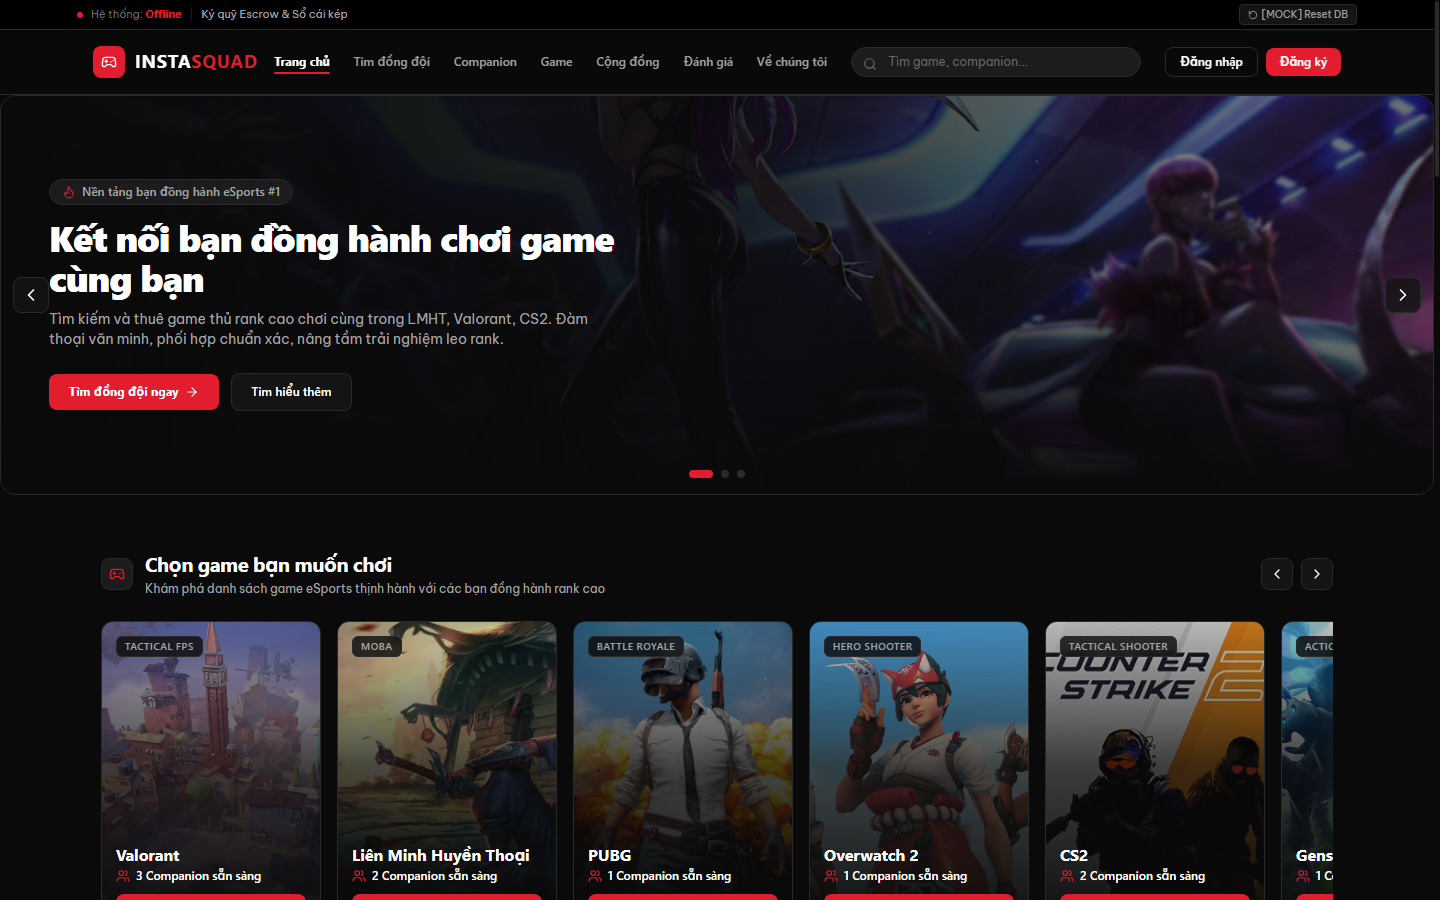 Hệ thống: Offline
Ký quỹ Escrow & Sổ cái kép
[MOCK] Reset DB
INSTASQUAD
Trang chủ
Tìm đồng đội
Companion
Game
Cộng đồng
Đánh giá
Về chúng tôi
Tìm game, companion...
Đăng nhập
Đăng ký
Nền tảng bạn đồng hành eSports #1
Kết nối bạn đồng hành chơi game
cùng bạn
Tìm kiếm và thuê game thủ rank cao chơi cùng trong LMHT, Valorant, CS2. Đàm
thoại văn minh, phối hợp chuẩn xác, nâng tầm trải nghiệm leo rank.
Tìm đồng đội ngay
Tìm hiểu thêm
Chọn game bạn muốn chơi
Khám phá danh sách game eSports thịnh hành với các bạn đồng hành rank cao
TACTICAL FPS
Valorant
3 Companion sẵn sàng
MOBA
Liên Minh Huyền Thoại
2 Companion sẵn sàng
BATTLE ROYALE
PUBG
1 Companion sẵn sàng
HERO SHOOTER
Overwatch 2
1 Companion sẵn sàng
TACTICAL SHOOTER
COUNTER
STRIKE 2
CS2
2 Companion sẵn sàng